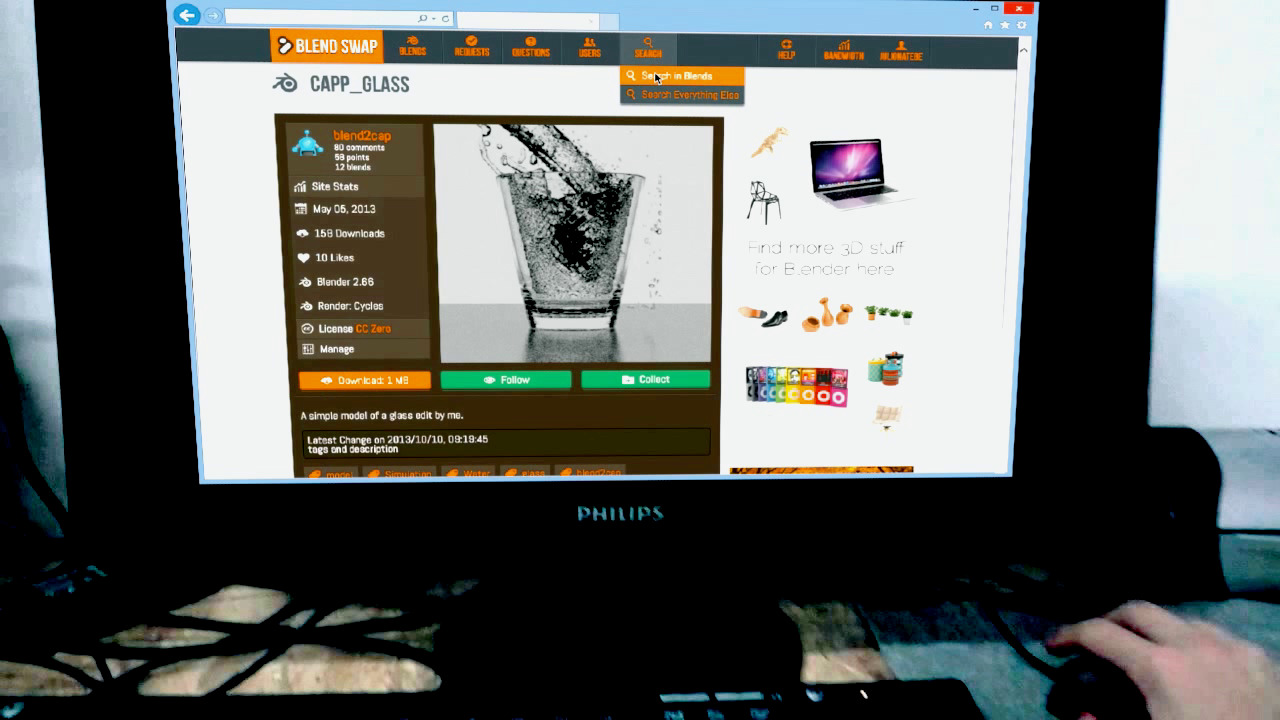 BLEND SWAP
BLENDS
REQUESTS
QUESTIONS
USERS
SEARCH
HELP
BANDWIDTH
Search in Blends
Search Everything Else
CAPP_GLASS
blend2cap
80 comments
58 points
12 blends
Site Stats
May 05, 2013
158 Downloads
10 Likes
Blender 2.66
Render: Cycles
License CC Zero
Manage
Download: 1 MB
Follow
Collect
Find more 3D stuff
for Blender here
A simple model of a glass edit by me.
Latest Change on 2013/10/10, 09:19:45
tags and description
model
Simulation
Water
glass
blend2cap
PHILIPS